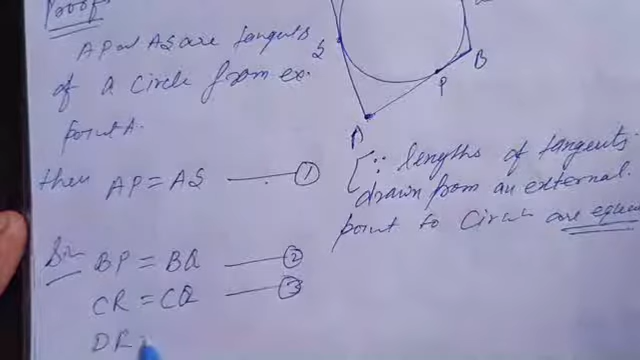 Proof
AP and AS are tangents
of a circle from ex.
point A.
then AP = AS ——— ①
[∵ lengths of tangents
drawn from an external
point to circle are equal
BP = BQ ——— ②
CR = CQ ——— ③
DR =
S
P
B
A